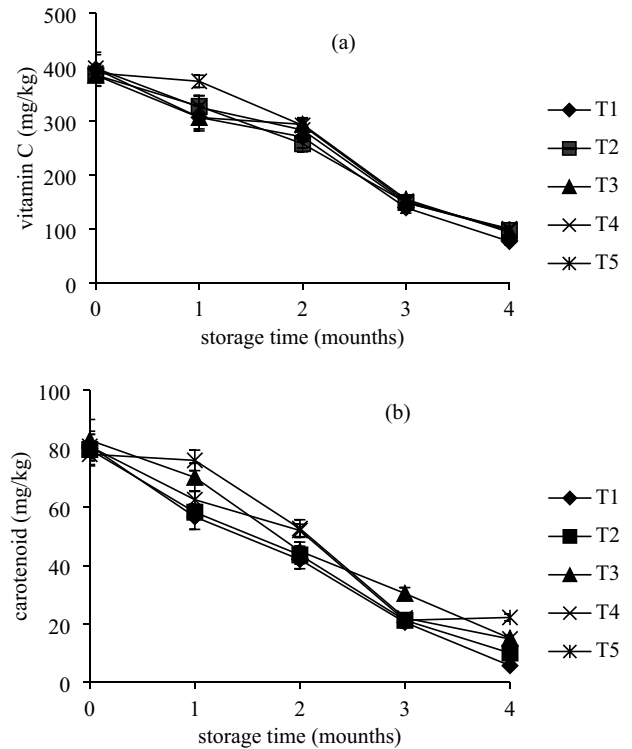 (a)
vitamin C (mg/kg)
500
400
300
200
100
0
0 1 2 3 4
storage time (mounths)
T1
T2
T3
T4
T5
(b)
carotenoid (mg/kg)
100
80
60
40
20
0
0 1 2 3 4
storage time (mounths)
T1
T2
T3
T4
T5